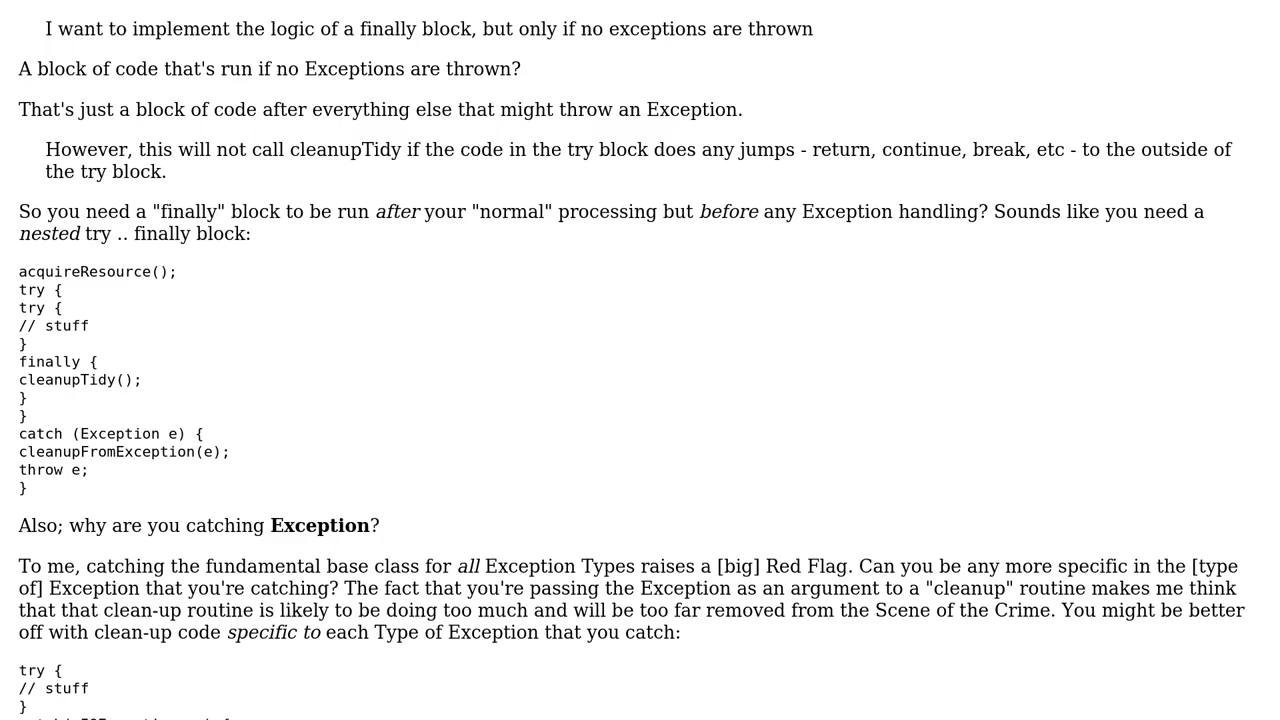 I want to implement the logic of a finally block, but only if no exceptions are thrown
A block of code that's run if no Exceptions are thrown?
That's just a block of code after everything else that might throw an Exception.
However, this will not call cleanupTidy if the code in the try block does any jumps - return, continue, break, etc - to the outside of
the try block.
So you need a "finally" block to be run after your "normal" processing but before any Exception handling? Sounds like you need a
nested try .. finally block:
acquireResource();
try {
try {
// stuff
}
finally {
cleanupTidy();
}
}
catch (Exception e) {
cleanupFromException(e);
throw e;
}
Also; why are you catching Exception?
To me, catching the fundamental base class for all Exception Types raises a [big] Red Flag. Can you be any more specific in the [type
of] Exception that you're catching? The fact that you're passing the Exception as an argument to a "cleanup" routine makes me think
that that clean-up routine is likely to be doing too much and will be too far removed from the Scene of the Crime. You might be better
off with clean-up code specific to each Type of Exception that you catch:
try {
// stuff
}